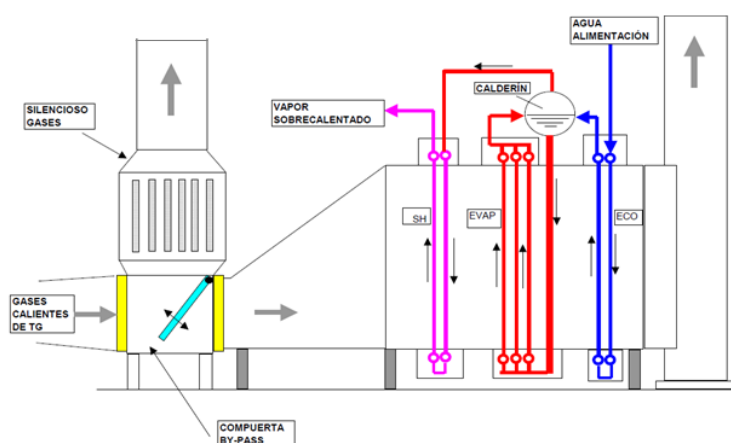 AGUA
ALIMENTACIÓN
SILENCIOSO
GASES
VAPOR
SOBRECALENTADO
CALDERÍN
SH
EVAP
ECO
GASES
CALIENTES
DE TG
COMPUERTA
BY-PASS